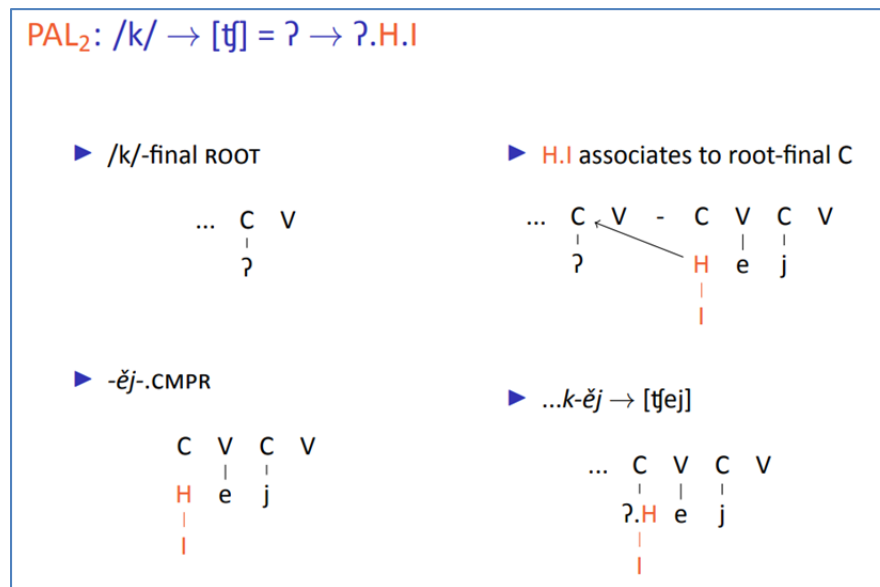 PAL₂: /k/ → [ʧ] = ʔ → ʔ.H.I
► /k/-final ROOT
... C V
ʔ
► H.I associates to root-final C
... C V - C V C V
ʔ H e j
I
► -ěj-.CMPR
C V C V
H e j
I
► ...k-ěj → [ʧej]
... C V C V
ʔ.H e j
I